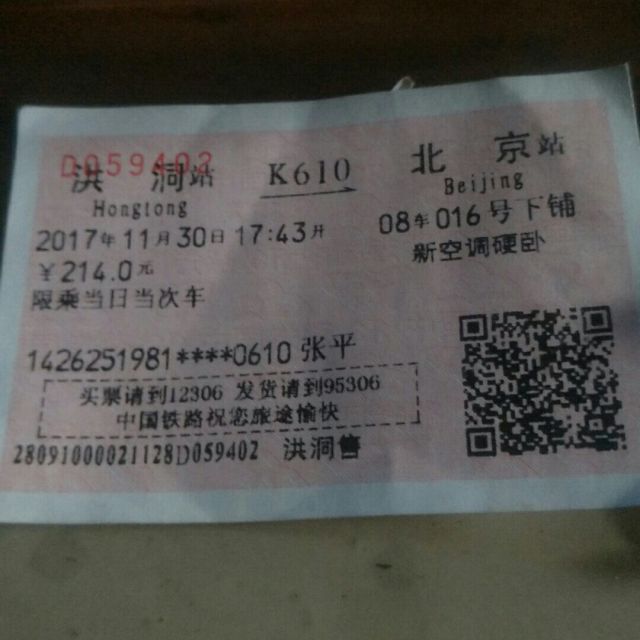 D059402
洪洞站 K610 北京站
Hongtong Beijing
2017年11月30日17:43开 08车016号下铺
¥214.0元 新空调硬卧
限乘当日当次车
1426251981****0610张平
买票请到12306 发货请到95306
中国铁路祝您旅途愉快
28091000021128D059402 洪洞售